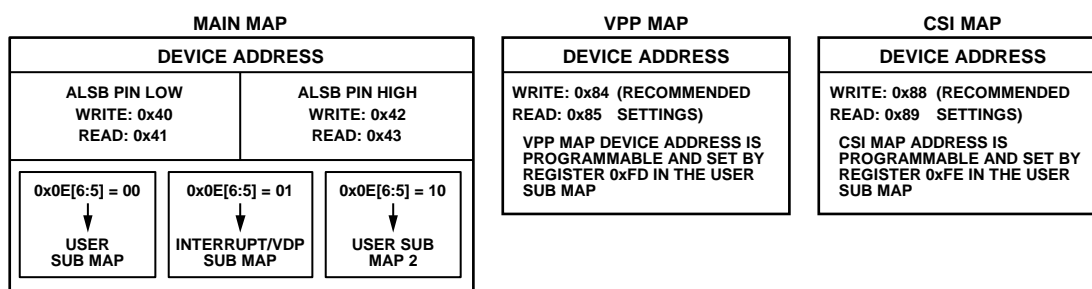 MAIN MAP
DEVICE ADDRESS
ALSB PIN LOW
WRITE: 0x40
READ: 0x41
ALSB PIN HIGH
WRITE: 0x42
READ: 0x43
0x0E[6:5] = 00
USER
SUB MAP
0x0E[6:5] = 01
INTERRUPT/VDP
SUB MAP
0x0E[6:5] = 10
USER SUB
MAP 2
VPP MAP
DEVICE ADDRESS
WRITE: 0x84 (RECOMMENDED
READ: 0x85 SETTINGS)
VPP MAP DEVICE ADDRESS IS
PROGRAMMABLE AND SET BY
REGISTER 0xFD IN THE USER
SUB MAP
CSI MAP
DEVICE ADDRESS
WRITE: 0x88 (RECOMMENDED
READ: 0x89 SETTINGS)
CSI MAP ADDRESS IS
PROGRAMMABLE AND SET BY
REGISTER 0xFE IN THE USER
SUB MAP